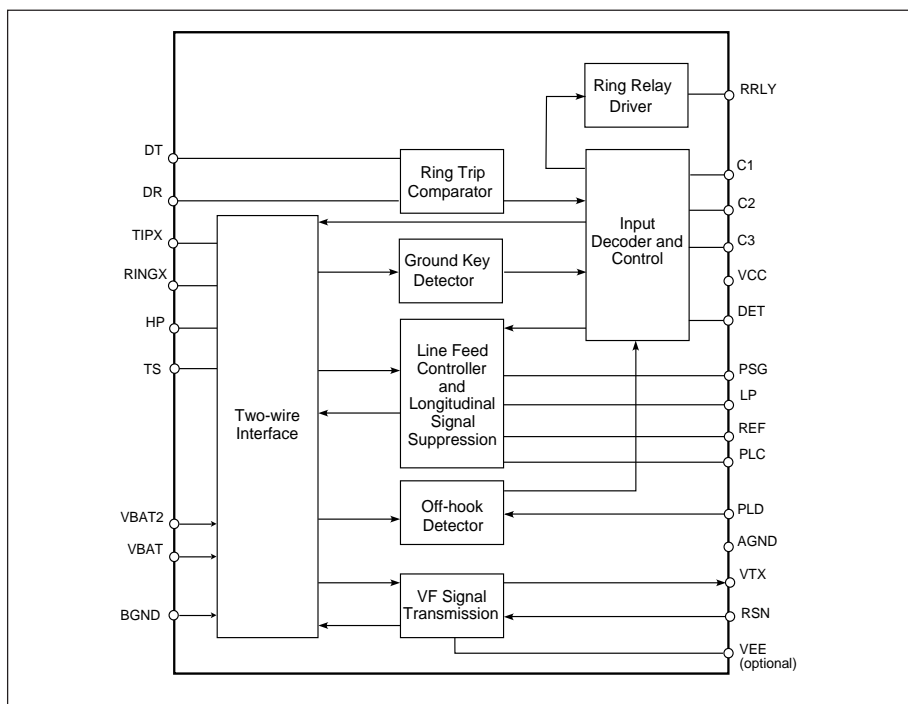 Ring Relay
Driver
RRLY
DT
Ring Trip
Comparator
C1
DR
C2
TIPX
Input
Decoder and
Control
C3
RINGX
Ground Key
Detector
VCC
HP
DET
TS
Two-wire
Interface
Line Feed
Controller
and
Longitudinal
Signal
Suppression
PSG
LP
REF
PLC
VBAT2
Off-hook
Detector
PLD
VBAT
AGND
VTX
BGND
VF Signal
Transmission
RSN
VEE
(optional)